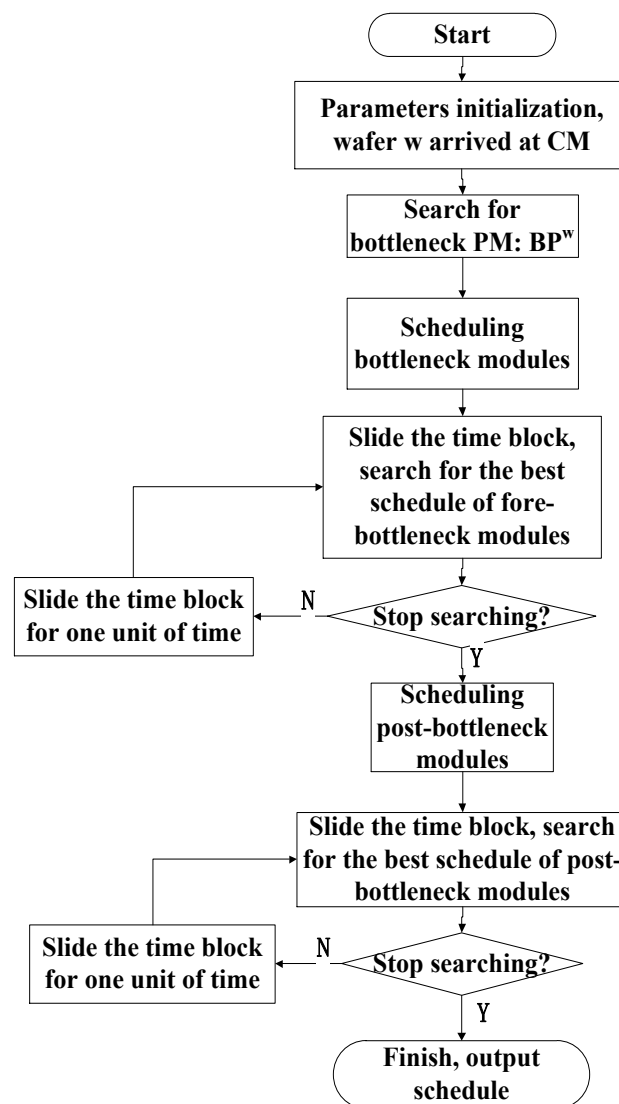 Start
Parameters initialization,
wafer w arrived at CM
Search for
bottleneck PM: BPʷ
Scheduling
bottleneck modules
Slide the time block,
search for the best
schedule of fore-
bottleneck modules
Slide the time block
for one unit of time
N
Stop searching?
Y
Scheduling
post-bottleneck
modules
Slide the time block, search
for the best schedule of post-
bottleneck modules
Slide the time block
for one unit of time
N
Stop searching?
Y
Finish, output
schedule